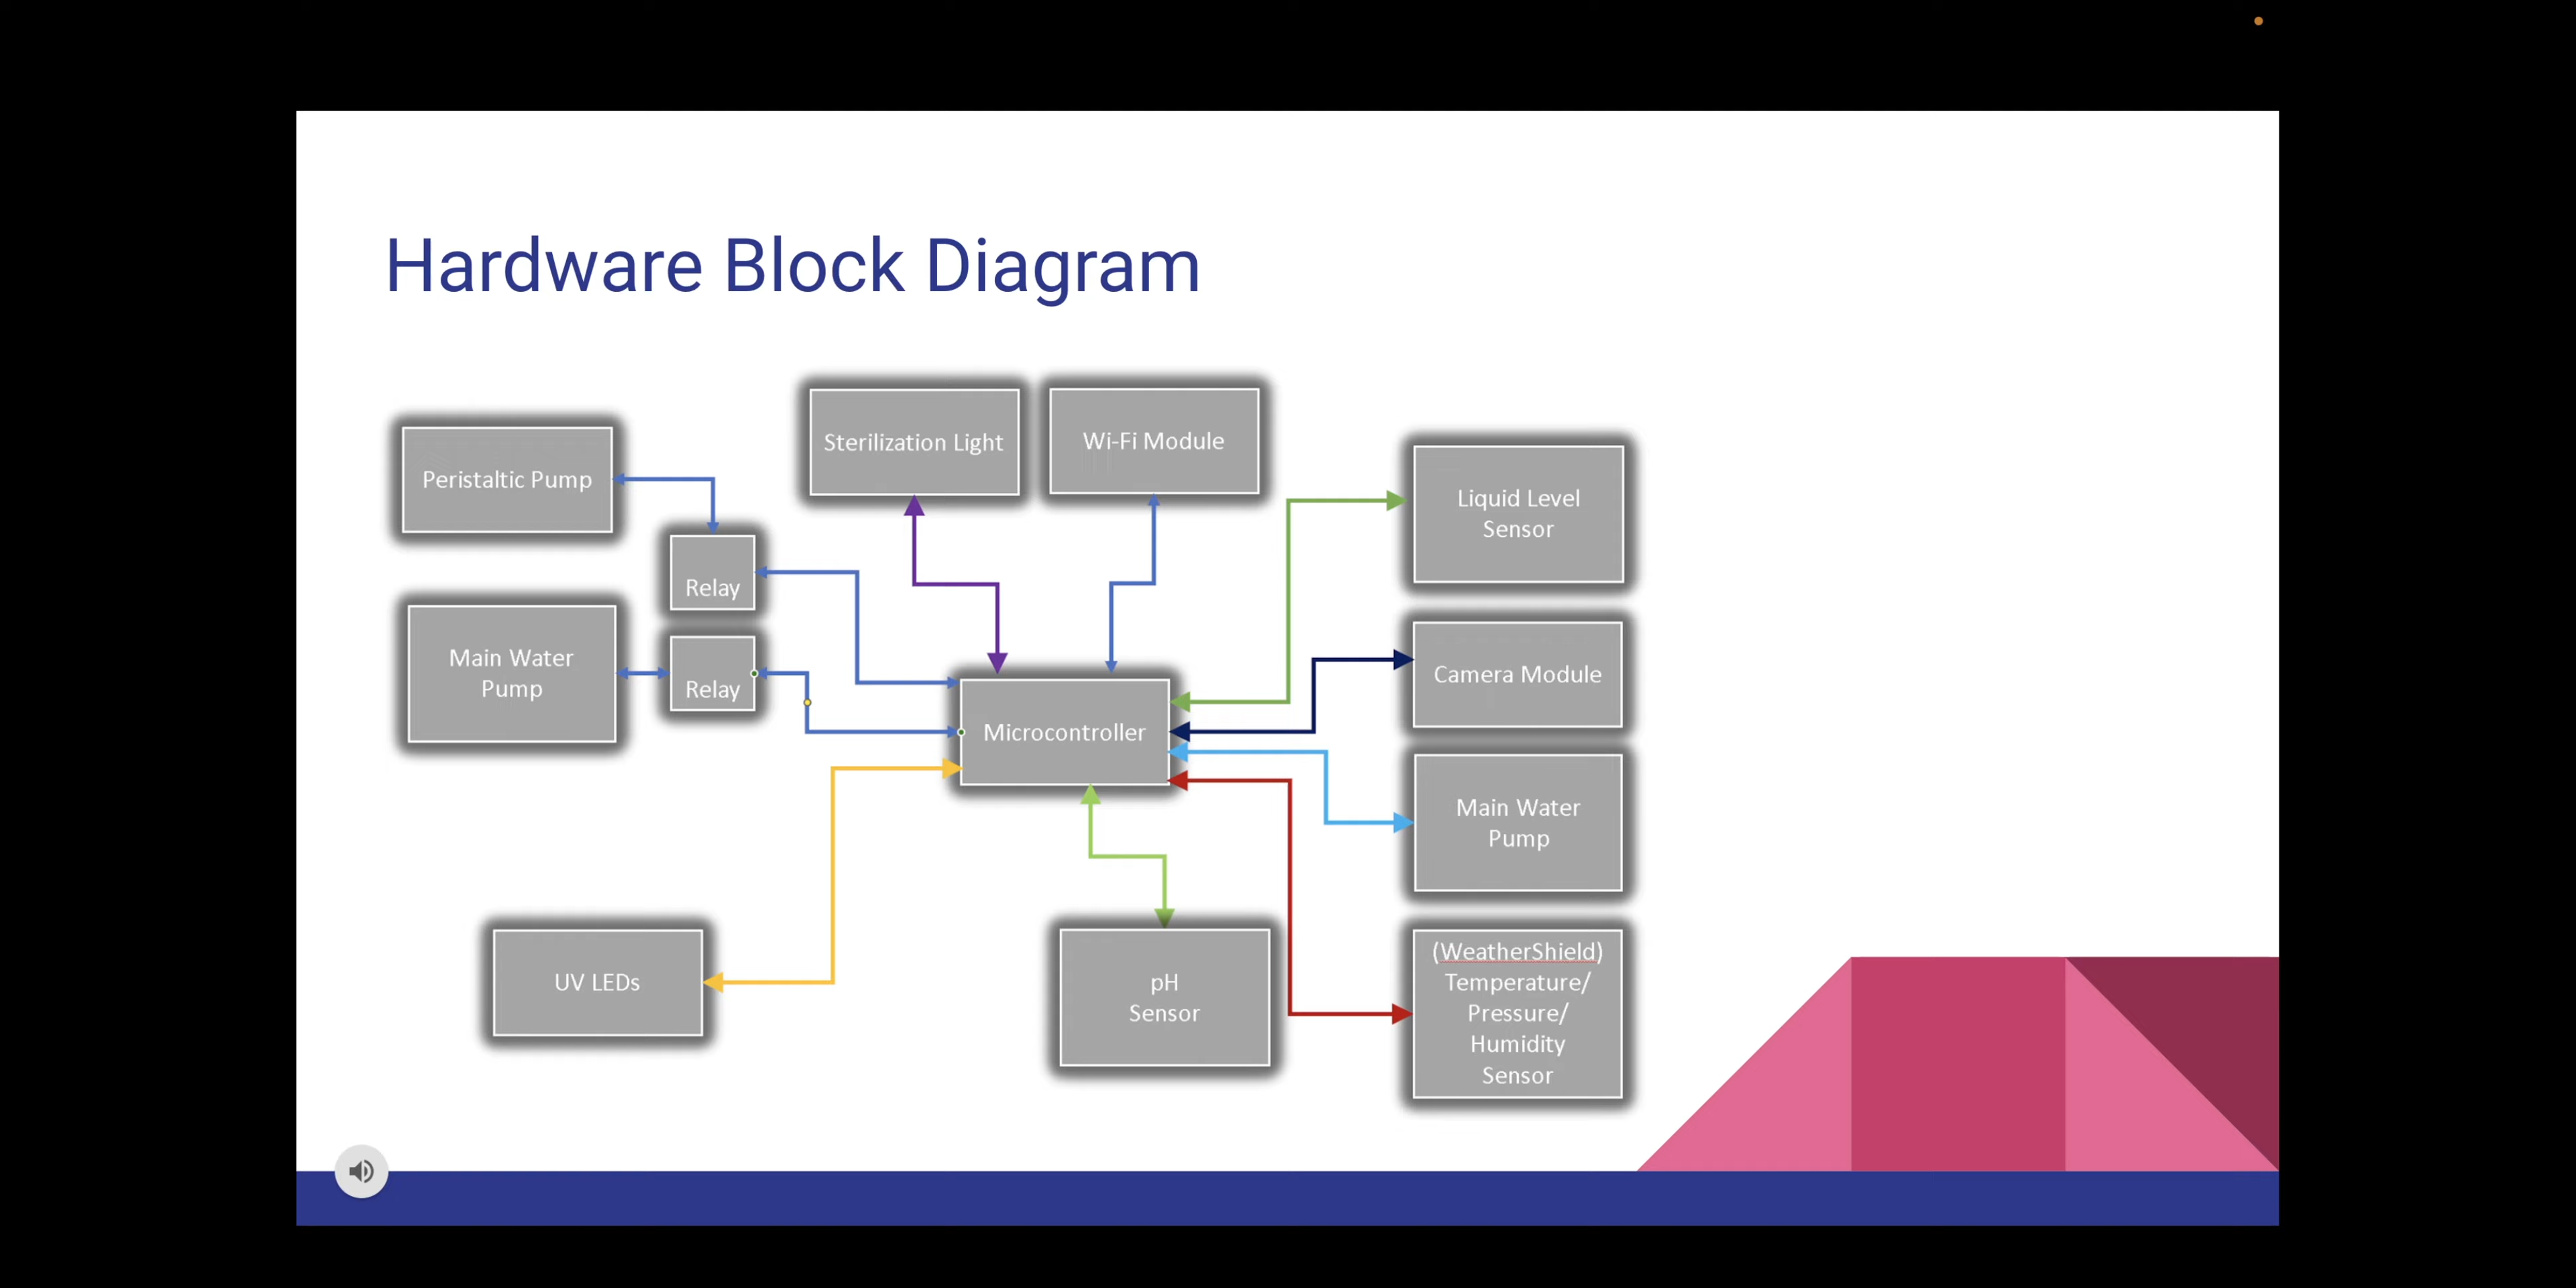 Hardware Block Diagram
Sterilization Light
Wi-Fi Module
Peristaltic Pump
Liquid Level
Sensor
Relay
Main Water
Pump
Relay
Microcontroller
Camera Module
Main Water
Pump
UV LEDs
pH
Sensor
(WeatherShield)
Temperature/
Pressure/
Humidity
Sensor